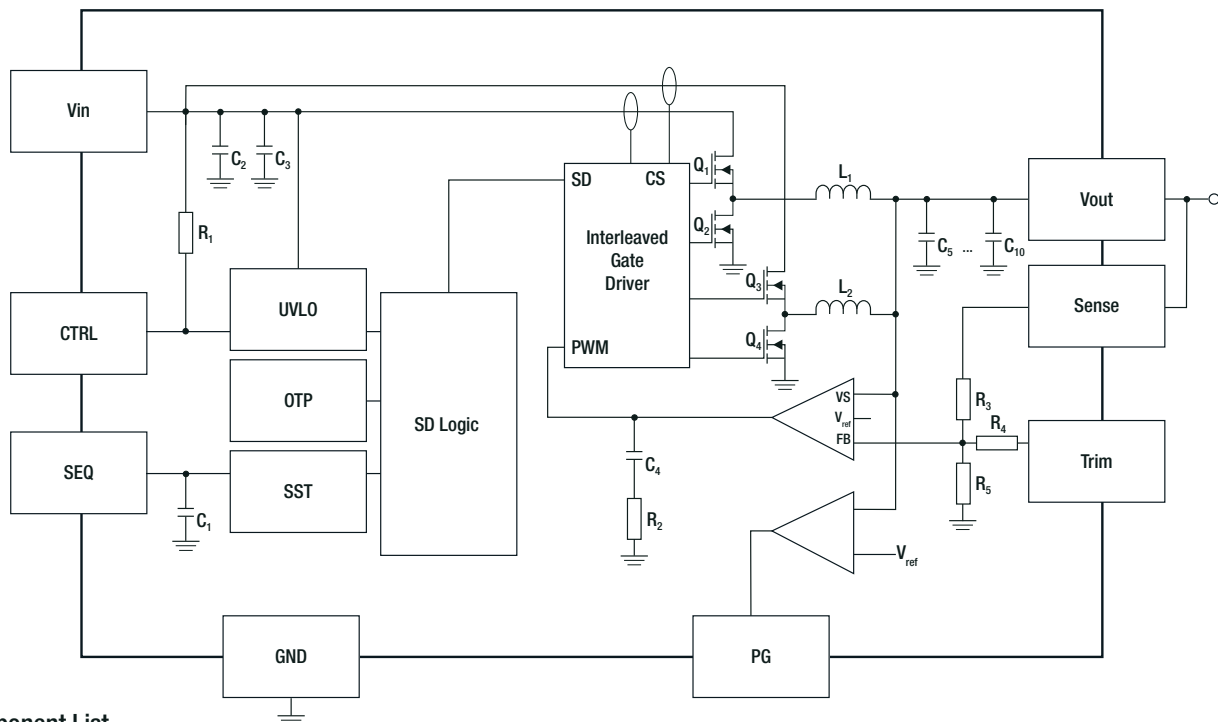 Vin
C2
C3
R1
SD
CS
Q1
Q2
Q3
Q4
Interleaved
Gate
Driver
PWM
L1
L2
C5
...
C10
Vout
Sense
CTRL
UVLO
OTP
SD Logic
SEQ
SST
C1
VS
Vref
FB
R3
R4
R5
Trim
C4
R2
Vref
GND
PG